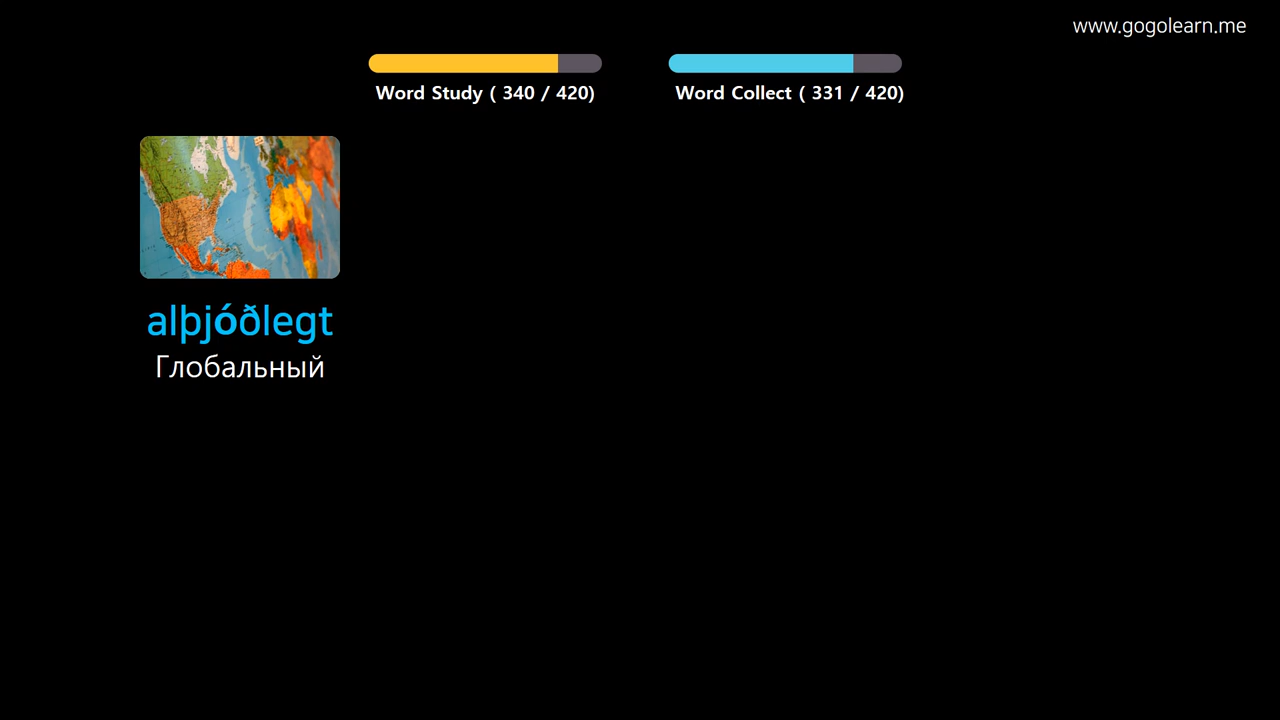 www.gogolearn.me
Word Study ( 340 / 420)
Word Collect ( 331 / 420)
alþjóðlegt
Глобальный